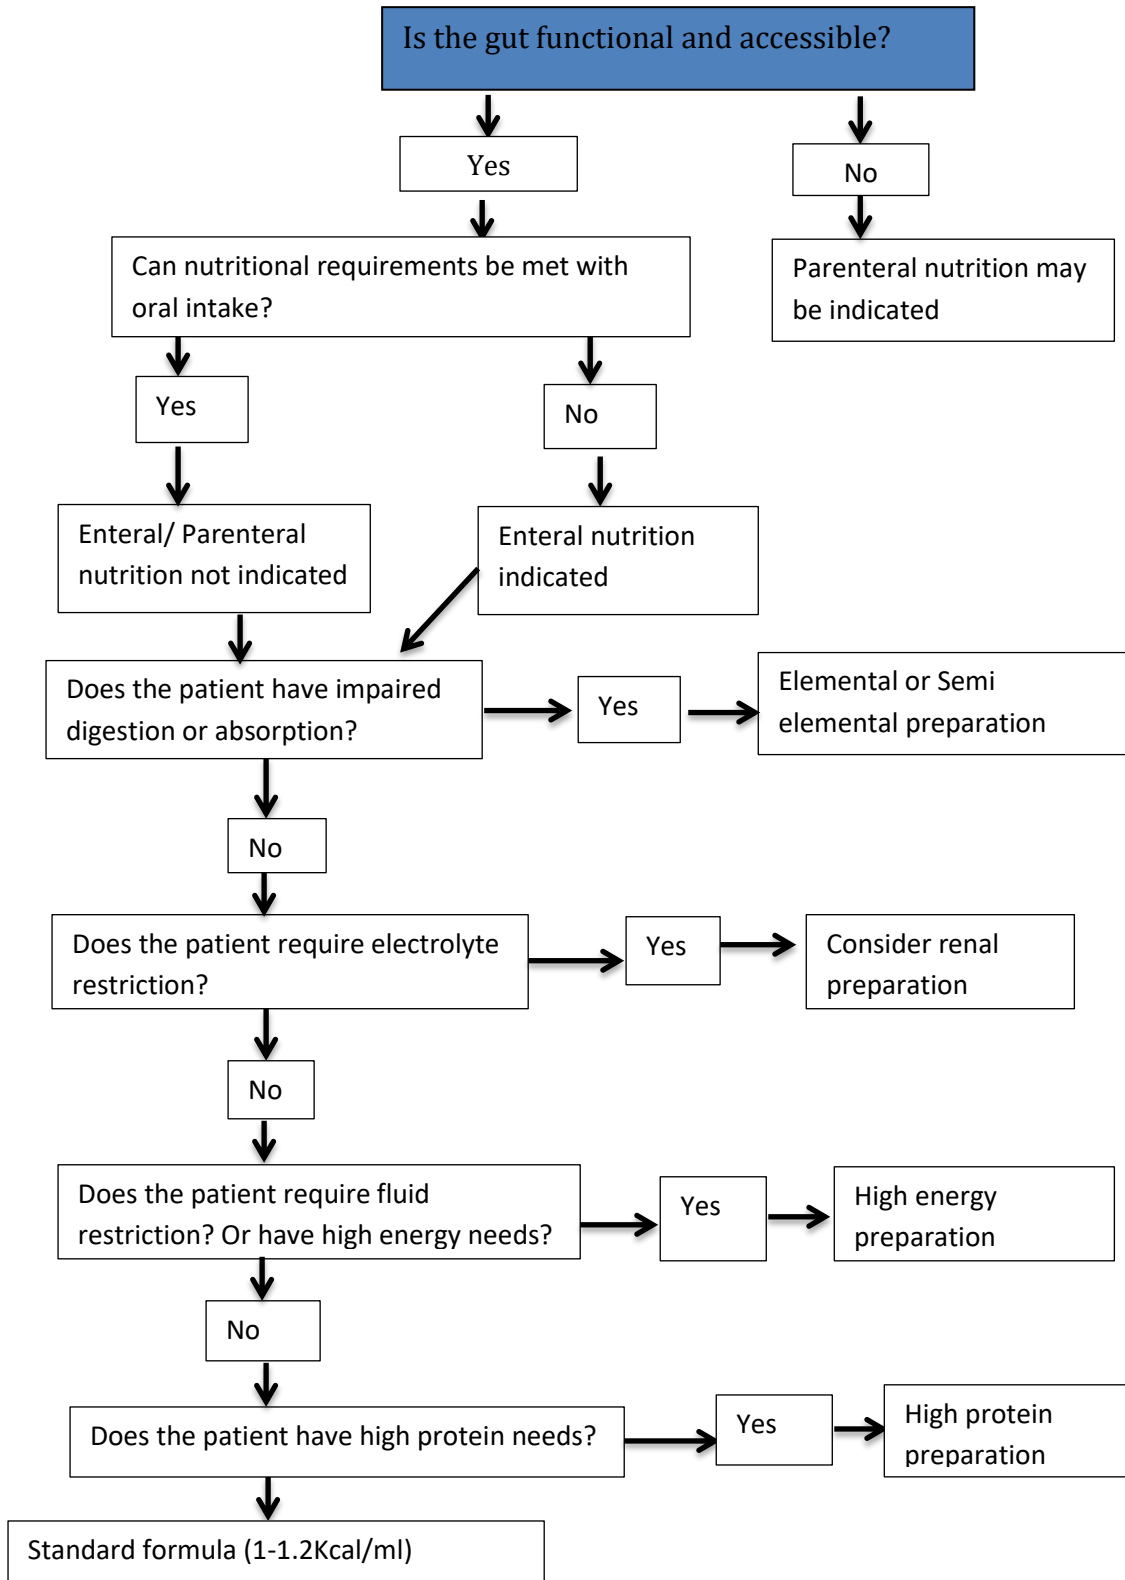 Is the gut functional and accessible?
Yes
No
Can nutritional requirements be met with
oral intake?
Parenteral nutrition may
be indicated
Yes
No
Enteral/ Parenteral
nutrition not indicated
Enteral nutrition
indicated
Does the patient have impaired
digestion or absorption?
Yes
Elemental or Semi
elemental preparation
No
Does the patient require electrolyte
restriction?
Yes
Consider renal
preparation
No
Does the patient require fluid
restriction? Or have high energy needs?
Yes
High energy
preparation
No
Does the patient have high protein needs?
Yes
High protein
preparation
Standard formula (1-1.2Kcal/ml)